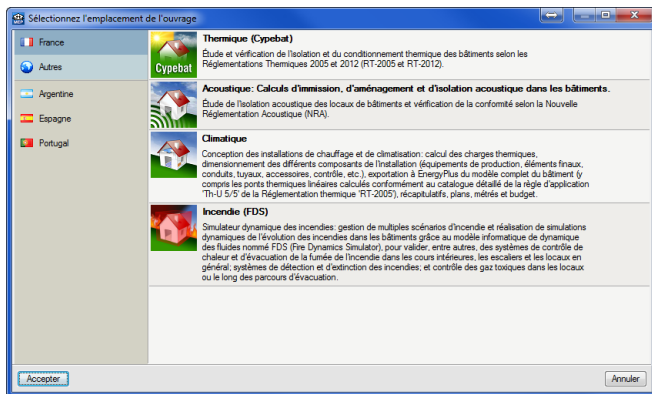 Sélectionnez l'emplacement de l'ouvrage
France
Autres
Argentine
Espagne
Portugal
Cypebat
Thermique (Cypebat)
Étude et vérification de l'isolation et du conditionnement thermique des bâtiments selon les
Réglementations Thermiques 2005 et 2012 (RT-2005 et RT-2012).
Acoustique: Calculs d'immission, d'aménagement et d'isolation acoustique dans les bâtiments.
Étude de l'isolation acoustique des locaux de bâtiments et vérification de la conformité selon la Nouvelle
Réglementation Acoustique (NRA).
Climatique
Conception des installations de chauffage et de climatisation: calcul des charges thermiques,
dimensionnement des différents composants de l'installation (équipements de production, éléments finaux,
conduits, tuyaux, accessoires, contrôle, etc.), exportation à EnergyPlus du modèle complet du bâtiment (y
compris les ponts thermiques linéaires calculés conformément au catalogue détaillé de la règle d'application
'Th-U 5/5' de la Réglementation thermique 'RT-2005'), récapitulatifs, plans, métrés et budget.
Incendie (FDS)
Simulateur dynamique des incendies: gestion de multiples scénarios d'incendie et réalisation de simulations
dynamiques de l'évolution des incendies dans les bâtiments grâce au modèle informatique de dynamique
des fluides nommé FDS (Fire Dynamics Simulator), pour valider, entre autres, des systèmes de contrôle de
chaleur et d'évacuation de la fumée de l'incendie dans les cours intérieures, les escaliers et les locaux en
général; systèmes de détection et d'extinction des incendies; et contrôle des gaz toxiques dans les locaux
ou le long des parcours d'évacuation.
Accepter
Annuler